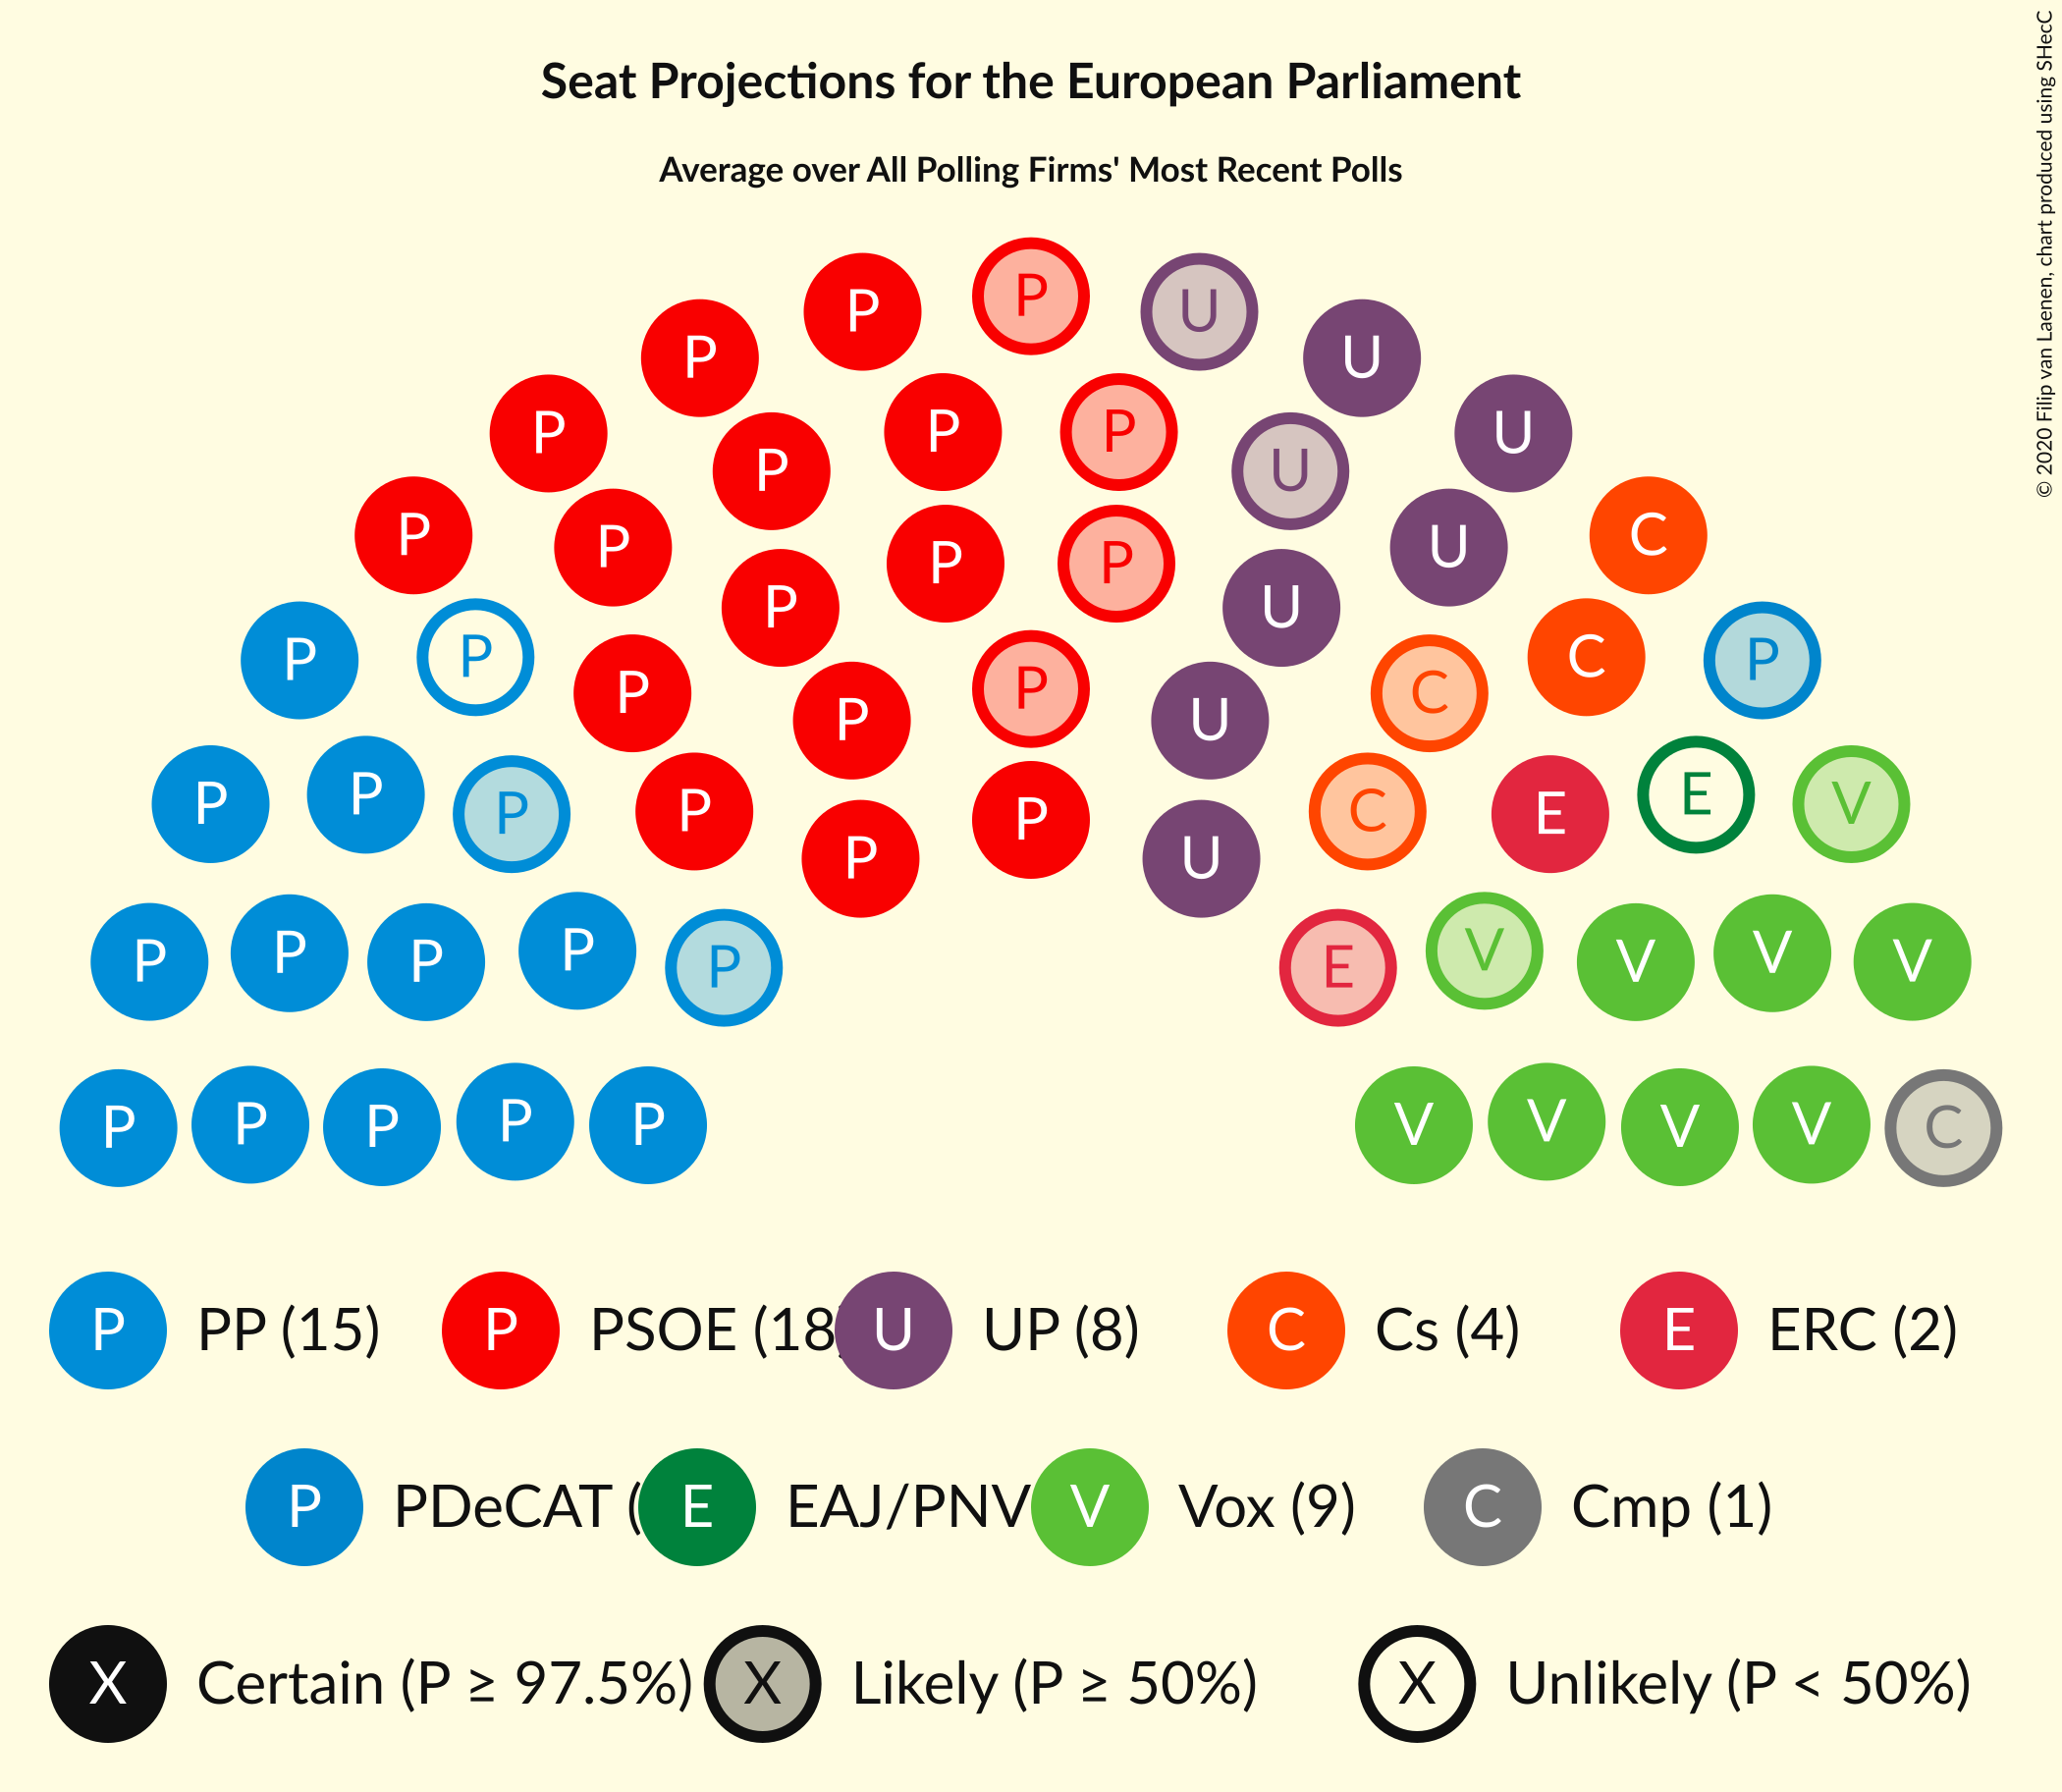 Seat Projections for the European Parliament
Average over All Polling Firms' Most Recent Polls
© 2020 Filip van Laenen, chart produced using SHecC
P U
P U
P U
P P P U
P U C
P P U
P P P U
P P P C P
P C
P P U
P P P P C E E V
P U
P P P P P E V V V V
P P P P P V V V V C
P PP (15) P PSOE (18 U UP (8) C Cs (4) E ERC (2)
P PDeCAT ( E EAJ/PNV V Vox (9) C Cmp (1)
X Certain (P ≥ 97.5%) X Likely (P ≥ 50%) X Unlikely (P < 50%)